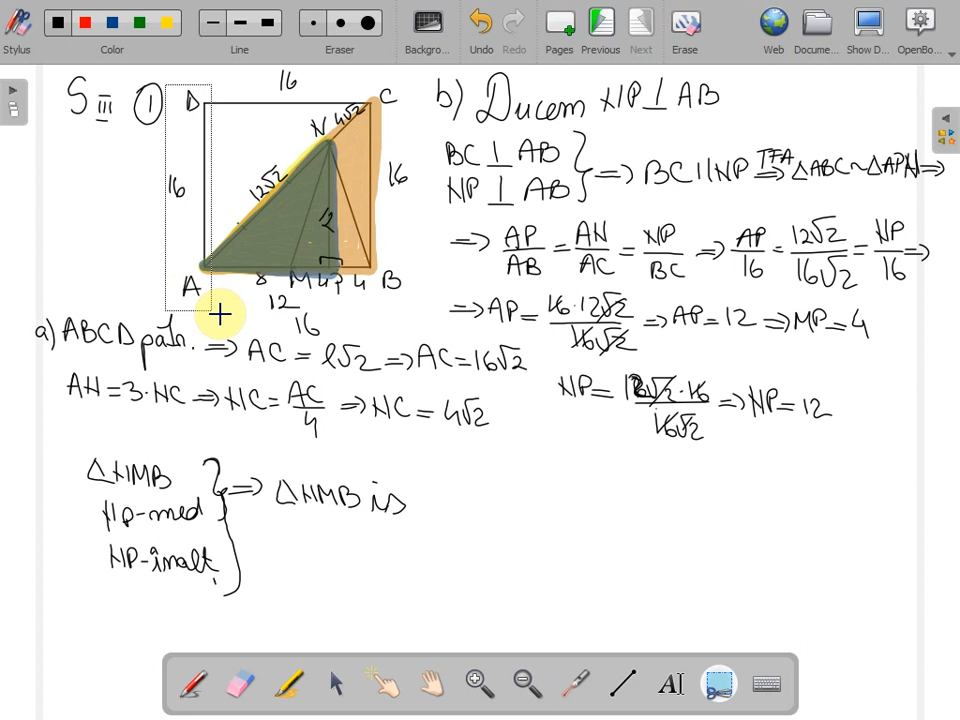 Stylus
Color
Line
Eraser
Backgro...
Undo
Redo
Pages
Previous
Next
Erase
Web
Docume...
Show D...
OpenBo...
S III 1
16
D
C
N
4√2
16
12√2
16
12
A
8
M
4
P
4
B
12
16
b) Ducem NP ⊥ AB
BC ⊥ AB
NP ⊥ AB } ⇒ BC || NP TFA ⇒ △ABC ~ △APN ⇒
⇒ AP/AB = AN/AC = NP/BC ⇒ AP/16 = 12√2/16√2 = NP/16 ⇒
⇒ AP = 16·12√2/16√2 ⇒ AP = 12 ⇒ MP = 4
NP = 12√2·16/16√2 ⇒ NP = 12
a) ABCD patr. ⇒ AC = l√2 ⇒ AC = 16√2
AN = 3·NC ⇒ NC = AC/4 ⇒ NC = 4√2
△NMB
NP-med
NP-înalt. } ⇒ △NMB is